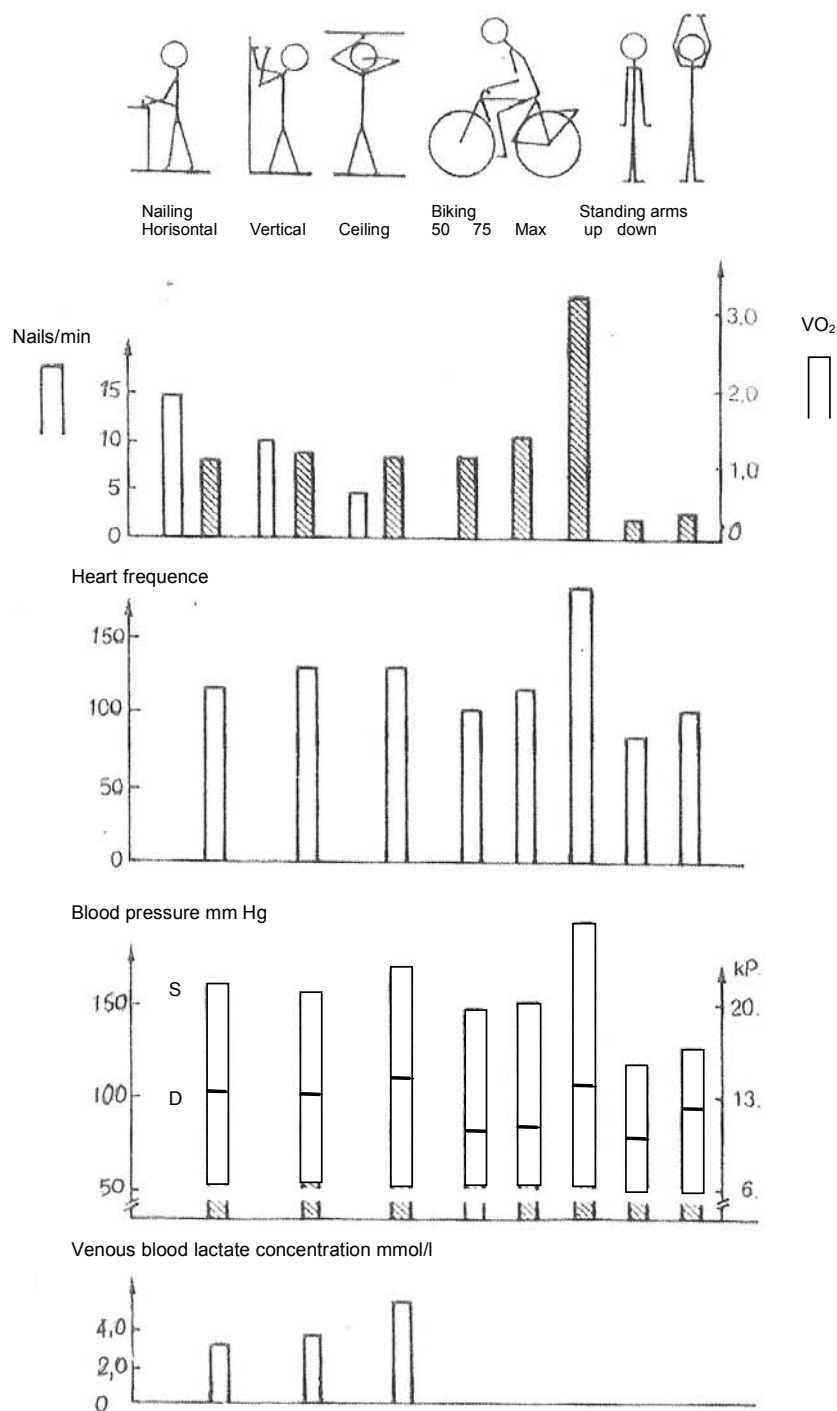 Nailing Biking Standing arms
Horisontal Vertical Ceiling 50 75 Max up down
Nails/min VO₂
15
10
5
0
3,0
2,0
1,0
0
Heart frequence
150
100
50
0
Blood pressure mm Hg
S
D
150
100
50
kP.
20.
13.
6.
Venous blood lactate concentration mmol/l
4,0
2,0
0